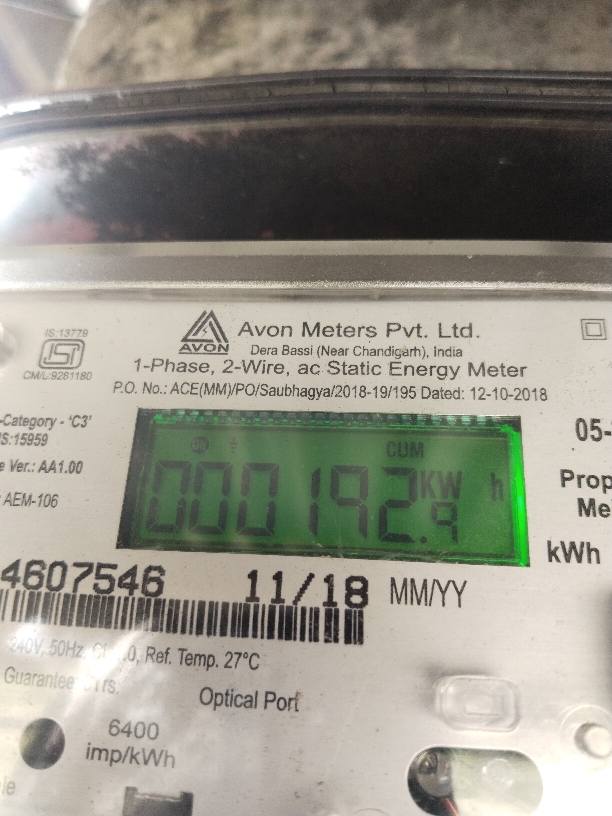 IS:13779
ISI
CM/L:9281180
AVON
Avon Meters Pvt. Ltd.
Dera Bassi (Near Chandigarh), India
1-Phase, 2-Wire, ac Static Energy Meter
P.O. No.: ACE(MM)/PO/Saubhagya/2018-19/195 Dated: 12-10-2018
-Category - 'C3'
IS:15959
Ver.: AA1.00
AEM-106
CUM
000192.9 KW h
05-
Prop
Me
kWh
4607546 11/18 MM/YY
240V, 50Hz, Ref. Temp. 27°C
Guarantee
Optical Port
6400
imp/kWh